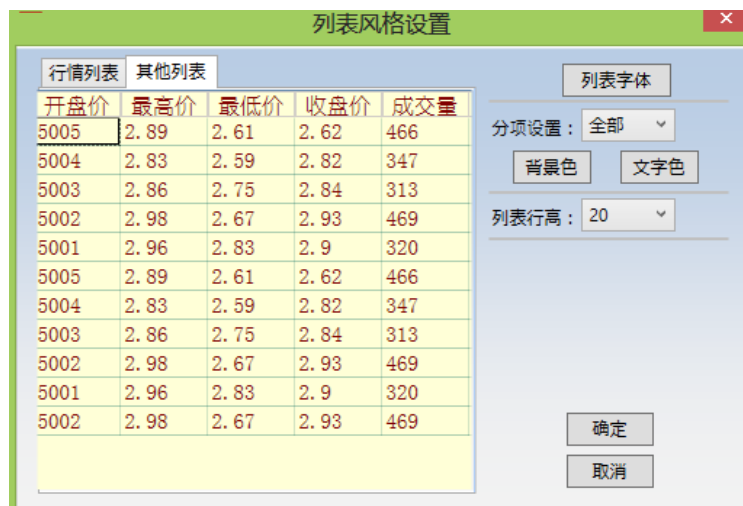 列表风格设置
行情列表 其他列表
开盘价 最高价 最低价 收盘价 成交量
5005 2.89 2.61 2.62 466
5004 2.83 2.59 2.82 347
5003 2.86 2.75 2.84 313
5002 2.98 2.67 2.93 469
5001 2.96 2.83 2.9 320
5005 2.89 2.61 2.62 466
5004 2.83 2.59 2.82 347
5003 2.86 2.75 2.84 313
5002 2.98 2.67 2.93 469
5001 2.96 2.83 2.9 320
5002 2.98 2.67 2.93 469
列表字体
分项设置： 全部
背景色 文字色
列表行高： 20
确定
取消